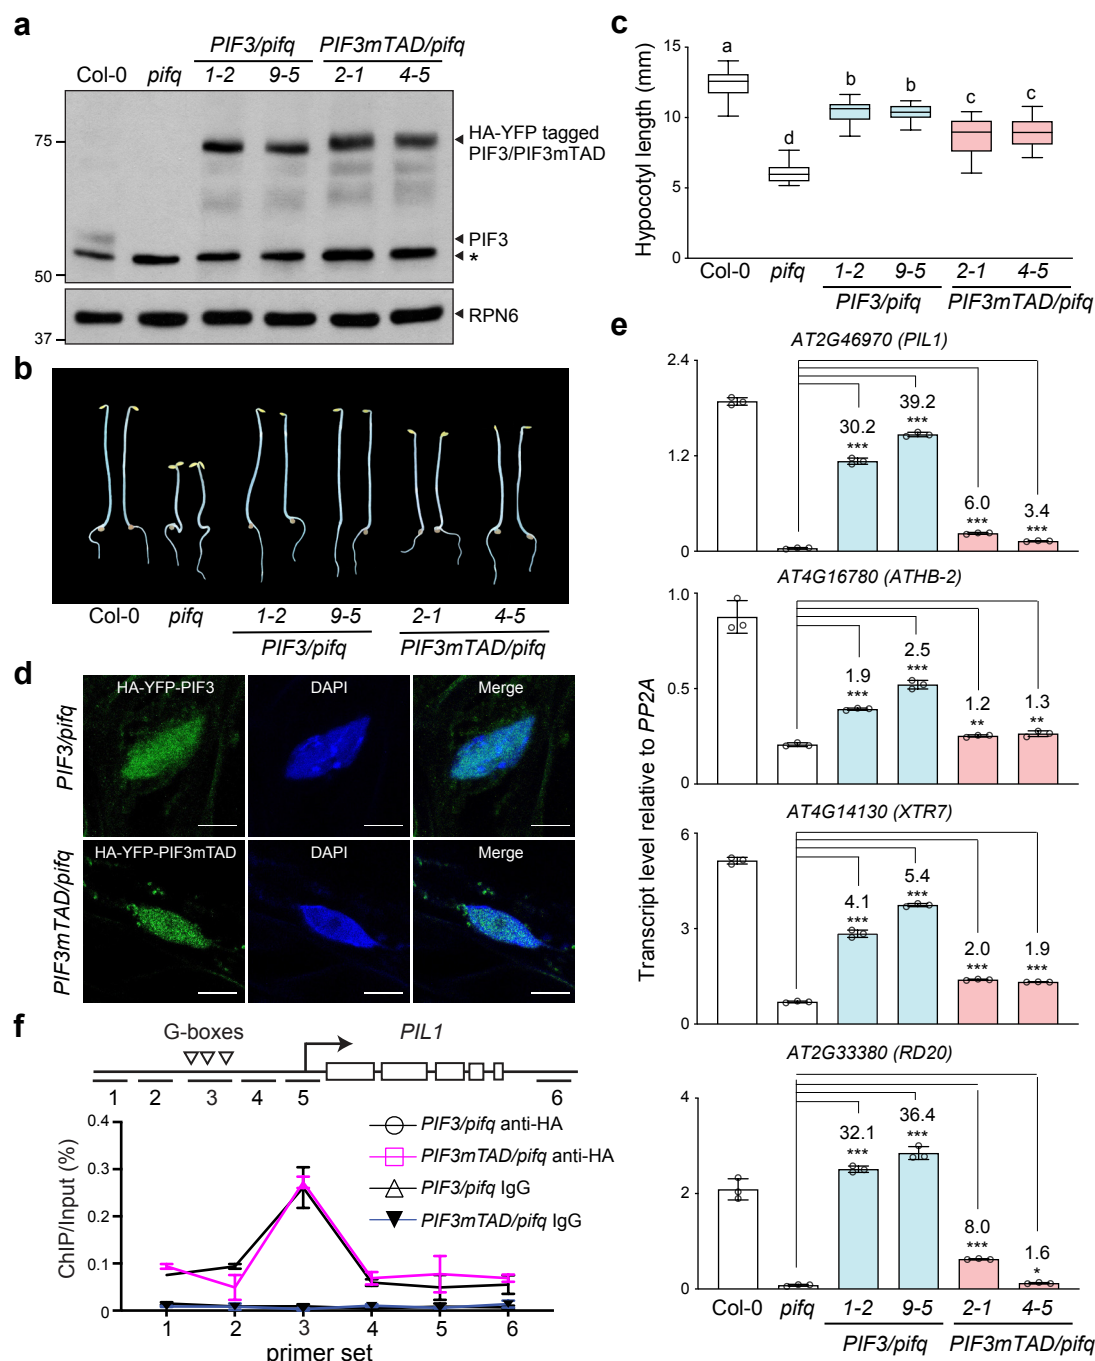 a
PIF3/pifq PIF3mTAD/pifq
Col-0 pifq 1-2 9-5 2-1 4-5
75
HA-YFP tagged
PIF3/PIF3mTAD
PIF3
*
50
RPN6
37
b
Col-0 pifq 1-2 9-5 2-1 4-5
PIF3/pifq PIF3mTAD/pifq
c
Hypocotyl length (mm)
15
10
5
0
a
d
b
b
c
c
Col-0 pifq 1-2 9-5 2-1 4-5
PIF3/pifq PIF3mTAD/pifq
d
PIF3/pifq
HA-YFP-PIF3 DAPI Merge
PIF3mTAD/pifq
HA-YFP-PIF3mTAD DAPI Merge
e
Transcript level relative to PP2A
AT2G46970 (PIL1)
2.4
1.2
0
30.2
***
39.2
***
6.0
***
3.4
***
AT4G16780 (ATHB-2)
1.0
0.5
0
1.9
***
2.5
***
1.2
**
1.3
**
AT4G14130 (XTR7)
6
3
0
4.1
***
5.4
***
2.0
***
1.9
***
AT2G33380 (RD20)
4
2
0
32.1
***
36.4
***
8.0
***
1.6
*
Col-0 pifq 1-2 9-5 2-1 4-5
PIF3/pifq PIF3mTAD/pifq
f
G-boxes PIL1
1 2 3 4 5 6
ChIP/Input (%)
0.4
0.3
0.2
0.1
0
PIF3/pifq anti-HA
PIF3mTAD/pifq anti-HA
PIF3/pifq IgG
PIF3mTAD/pifq IgG
1 2 3 4 5 6
primer set